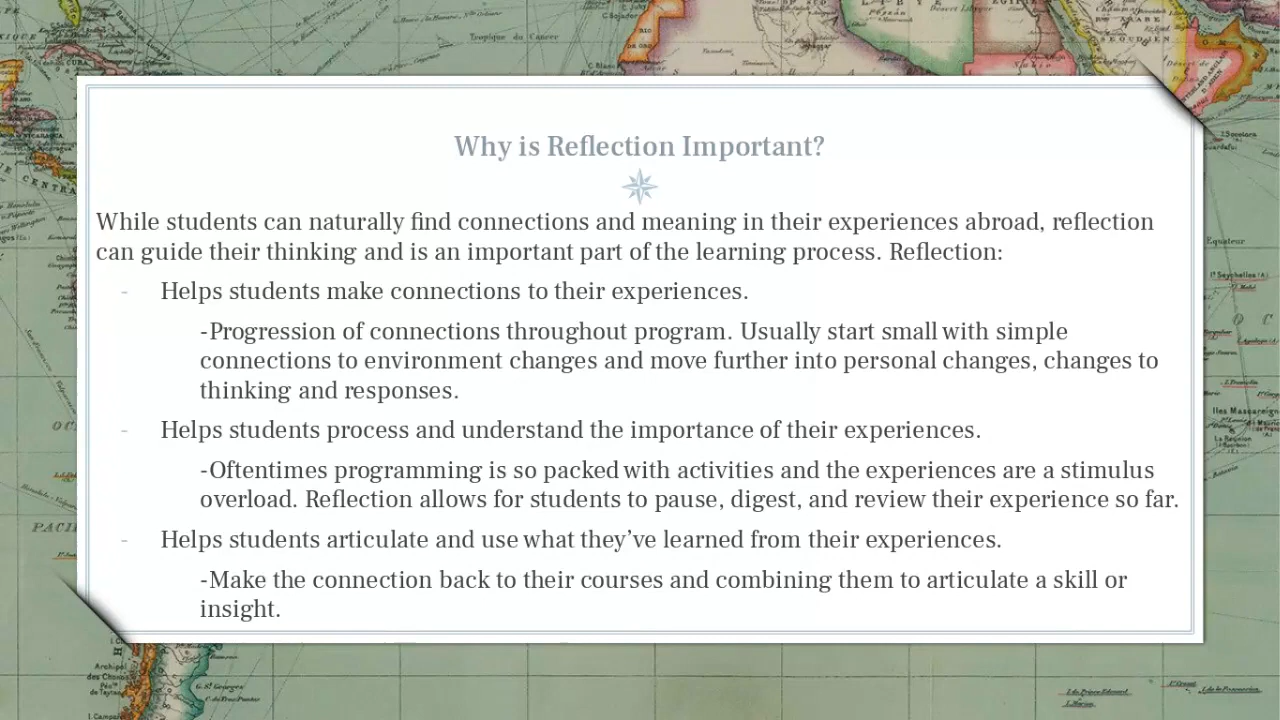 Why is Reflection Important?
While students can naturally find connections and meaning in their experiences abroad, reflection
can guide their thinking and is an important part of the learning process. Reflection:
- Helps students make connections to their experiences.
-Progression of connections throughout program. Usually start small with simple
connections to environment changes and move further into personal changes, changes to
thinking and responses.
- Helps students process and understand the importance of their experiences.
-Oftentimes programming is so packed with activities and the experiences are a stimulus
overload. Reflection allows for students to pause, digest, and review their experience so far.
- Helps students articulate and use what they’ve learned from their experiences.
-Make the connection back to their courses and combining them to articulate a skill or
insight.
Tropique du Cancer
Equateur